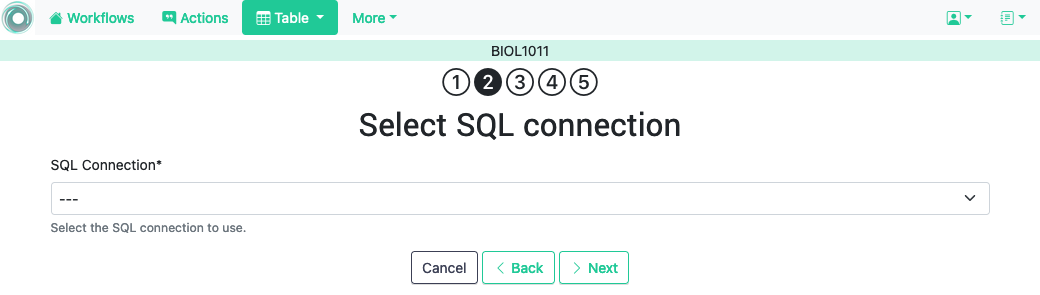 Workflows Actions Table More
BIOL1011
1 2 3 4 5
Select SQL connection
SQL Connection*
---
Select the SQL connection to use.
Cancel Back Next